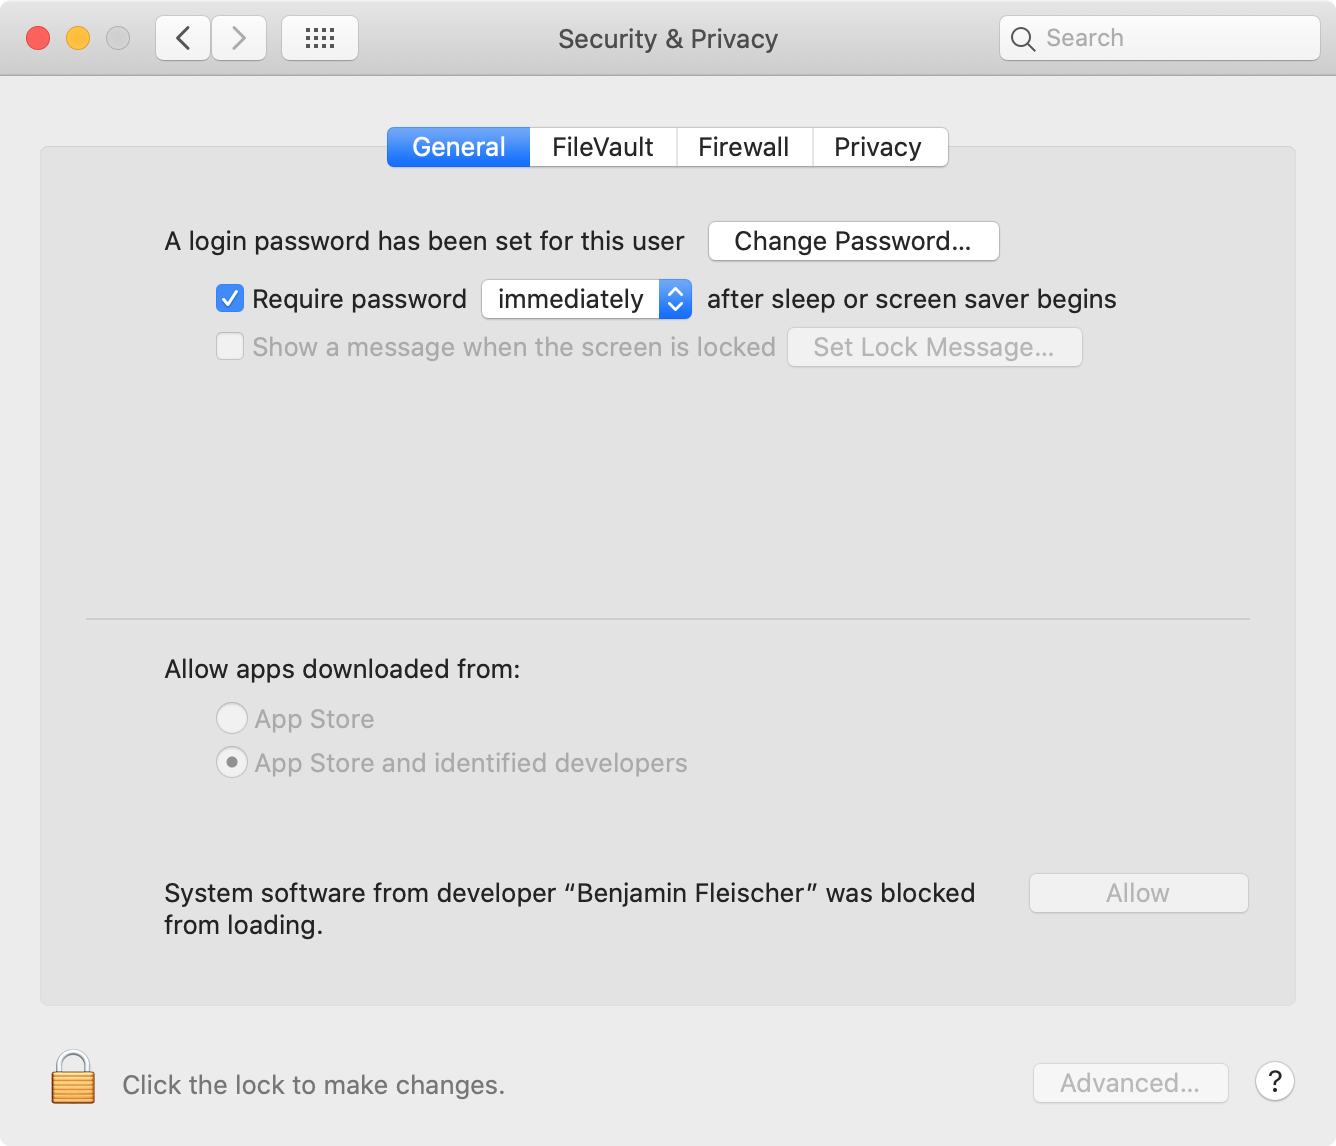 Security & Privacy
Search
General
FileVault
Firewall
Privacy
A login password has been set for this user
Change Password...
Require password
immediately
after sleep or screen saver begins
Show a message when the screen is locked
Set Lock Message...
Allow apps downloaded from:
App Store
App Store and identified developers
System software from developer “Benjamin Fleischer” was blocked
from loading.
Allow
Click the lock to make changes.
Advanced...
?